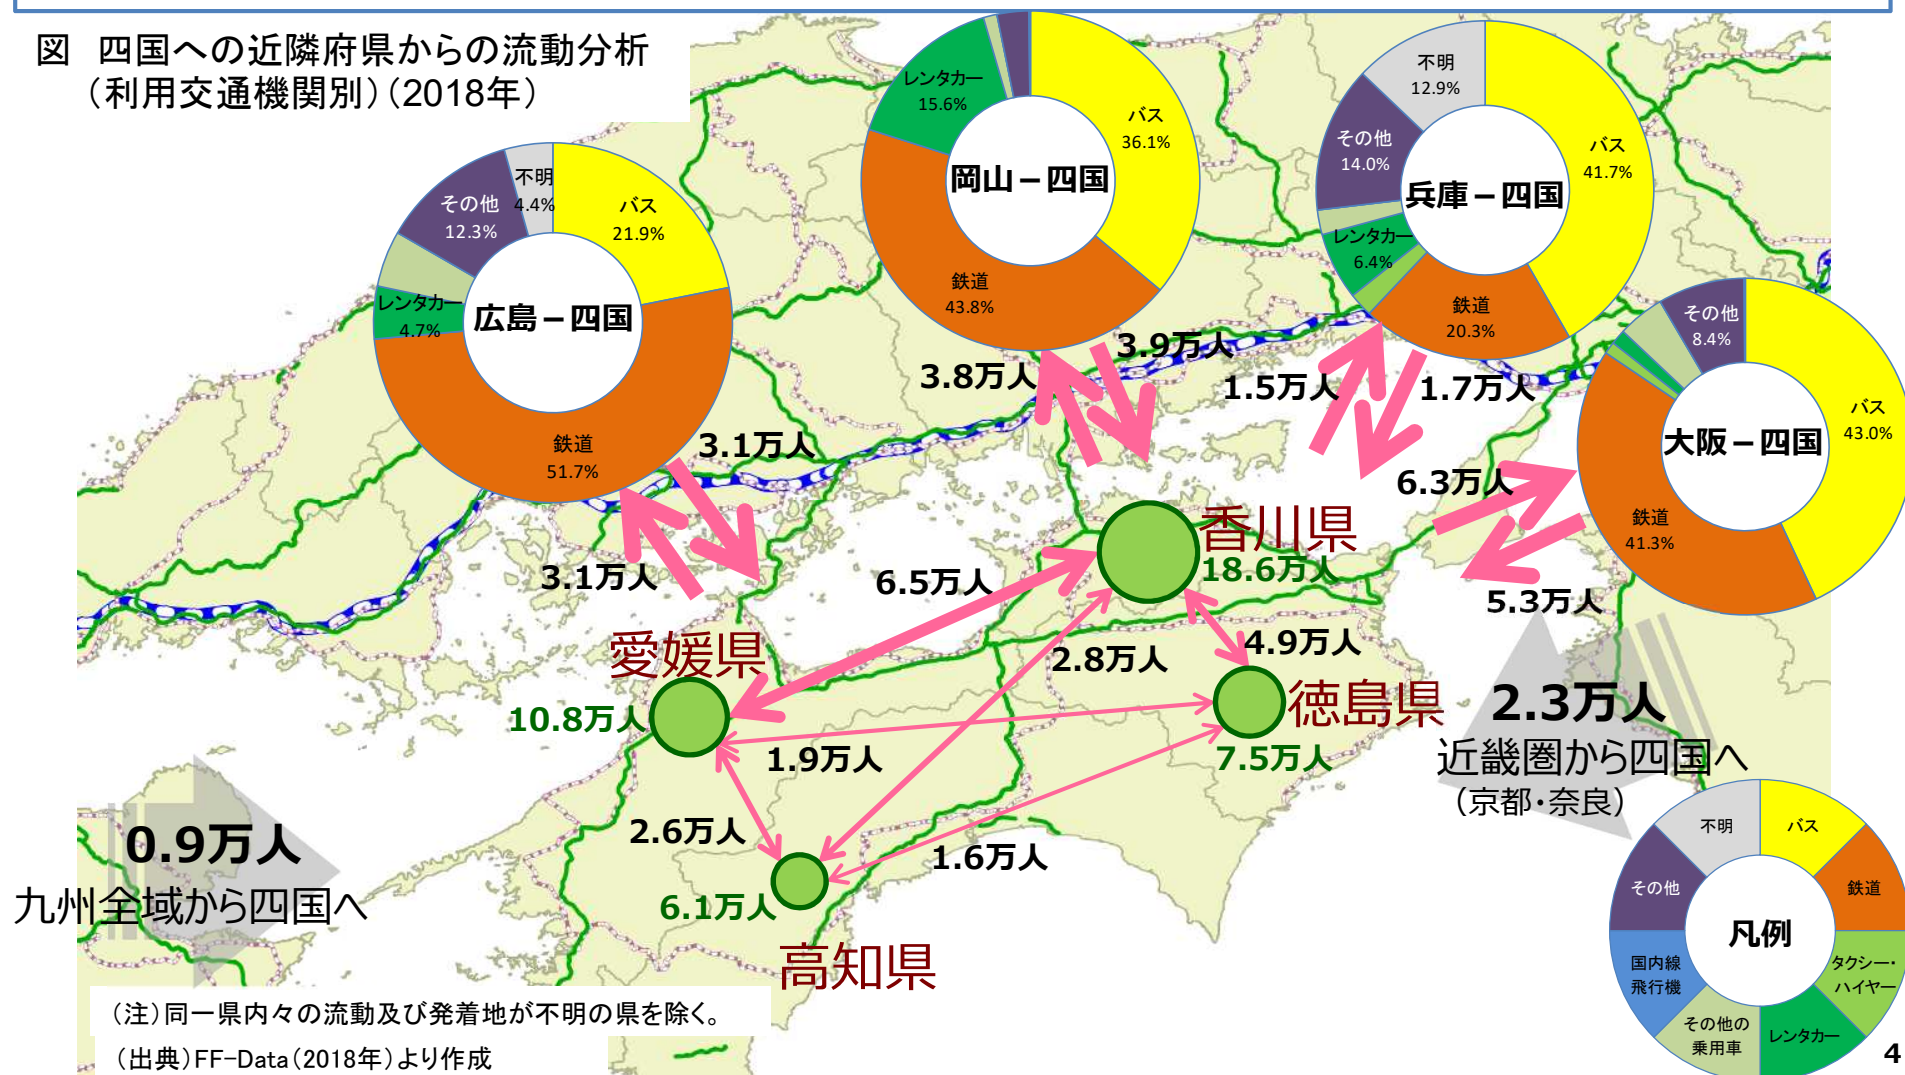 図　四国への近隣府県からの流動分析
（利用交通機関別）（2018年）
レンタカー
15.6%
バス
36.1%
岡山－四国
鉄道
43.8%
不明
12.9%
その他
14.0%
バス
41.7%
兵庫－四国
レンタカー
6.4%
鉄道
20.3%
不明
4.4%
その他
12.3%
バス
21.9%
レンタカー
4.7%
広島－四国
鉄道
51.7%
その他
8.4%
バス
43.0%
大阪－四国
鉄道
41.3%
3.8万人
3.9万人
1.5万人
1.7万人
3.1万人
3.1万人
6.3万人
5.3万人
香川県
18.6万人
6.5万人
愛媛県
10.8万人
2.8万人
4.9万人
徳島県
7.5万人
1.9万人
2.6万人
1.6万人
6.1万人
高知県
2.3万人
近畿圏から四国へ
（京都・奈良）
0.9万人
九州全域から四国へ
不明
バス
その他
鉄道
凡例
国内線
飛行機
タクシー・
ハイヤー
その他の
乗用車
レンタカー
（注）同一県内々の流動及び発着地が不明の県を除く。
（出典）FF-Data（2018年）より作成
4